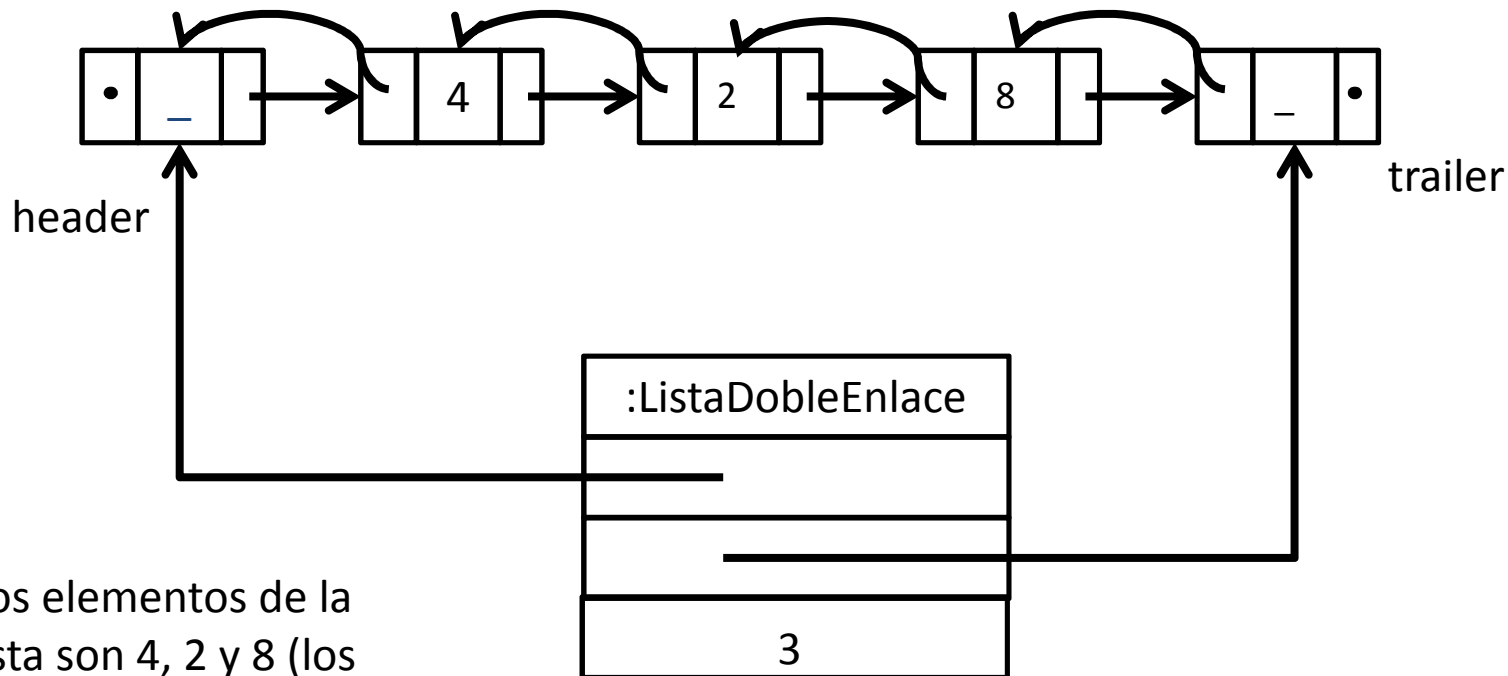 _ 4 2 8 _
trailer
header
:ListaDobleEnlace
os elementos de la
sta son 4, 2 y 8 (los
3